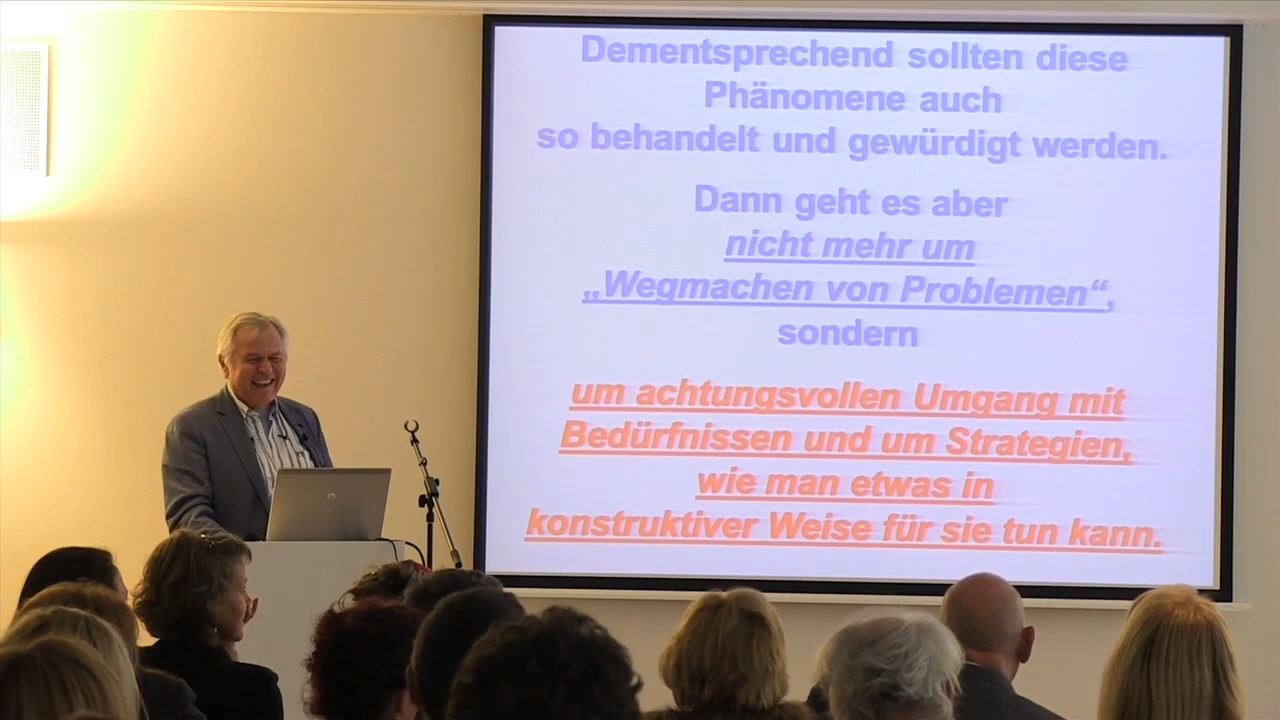 Dementsprechend sollten diese
Phänomene auch
so behandelt und gewürdigt werden.
Dann geht es aber
nicht mehr um
„Wegmachen von Problemen“,
sondern
um achtungsvollen Umgang mit
Bedürfnissen und um Strategien,
wie man etwas in
konstruktiver Weise für sie tun kann.